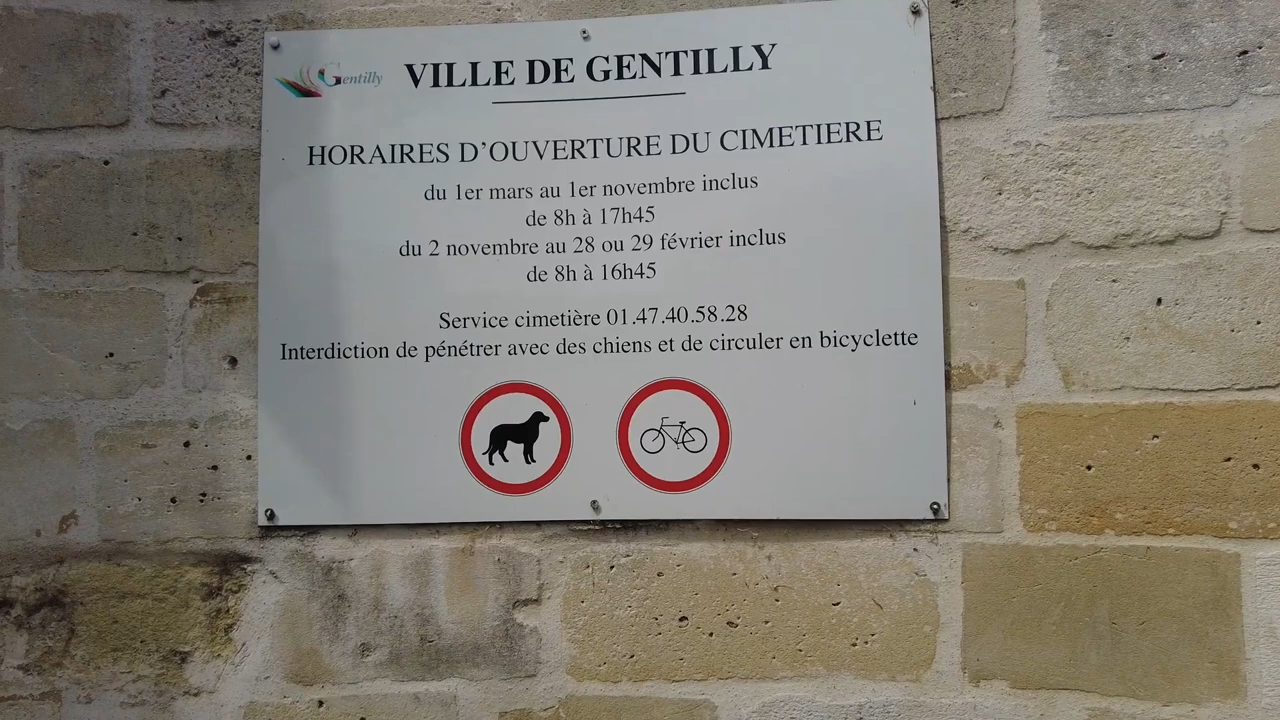 Gentilly
VILLE DE GENTILLY
HORAIRES D'OUVERTURE DU CIMETIERE
du 1er mars au 1er novembre inclus
de 8h à 17h45
du 2 novembre au 28 ou 29 février inclus
de 8h à 16h45
Service cimetière 01.47.40.58.28
Interdiction de pénétrer avec des chiens et de circuler en bicyclette